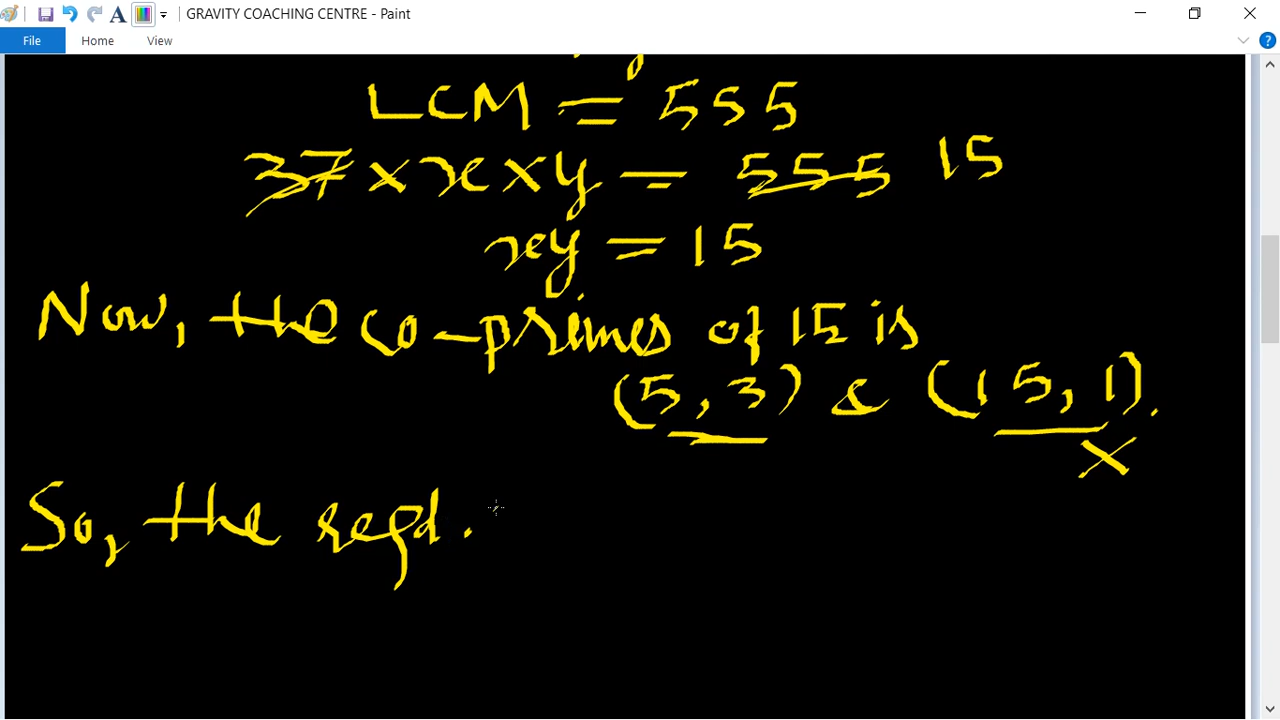 GRAVITY COACHING CENTRE - Paint
File Home View
LCM = 555
37 × x × y = 555 15
xy = 15
Now, the co-primes of 15 is
(5, 3) & (15, 1).
×
So, the reqd.